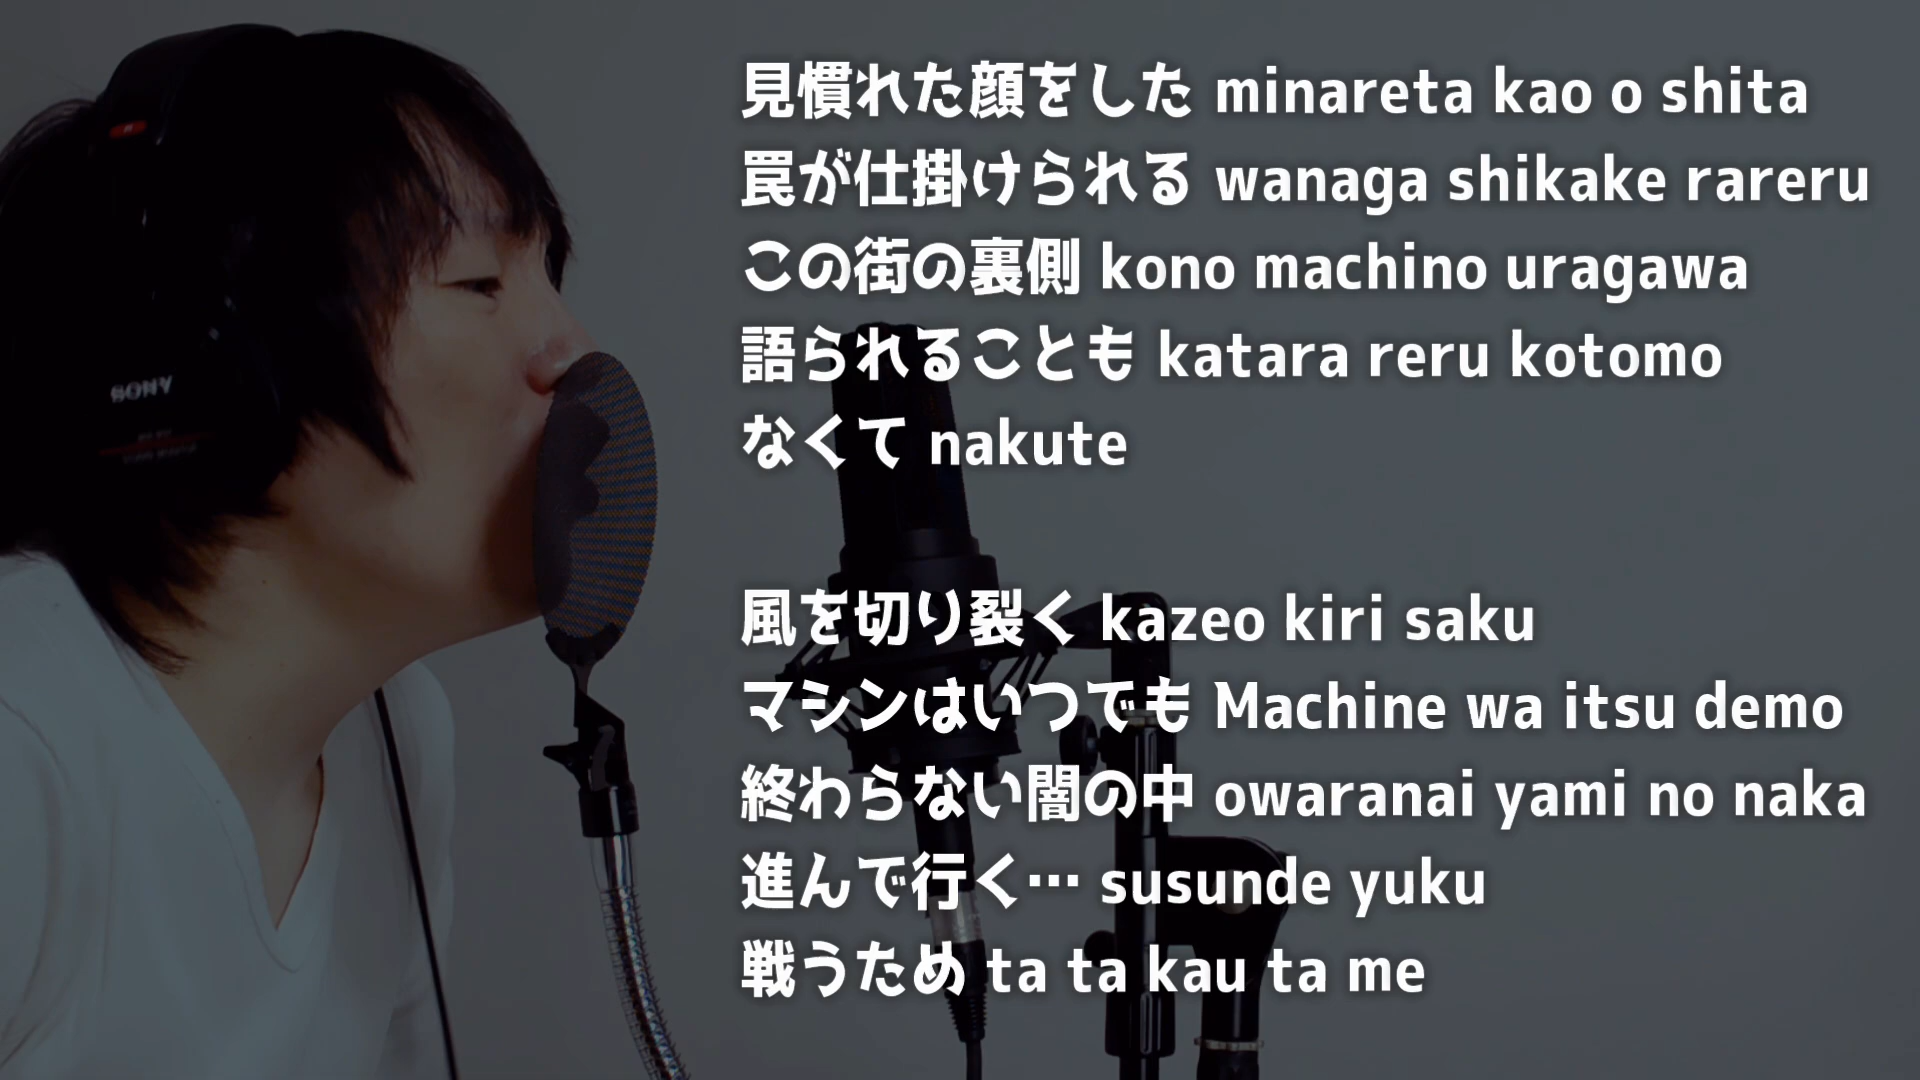 SONY
見慣れた顔をした minareta kao o shita
罠が仕掛けられる wanaga shikake rareru
この街の裏側 kono machino uragawa
語られることも katara reru kotomo
なくて nakute
風を切り裂く kazeo kiri saku
マシンはいつでも Machine wa itsu demo
終わらない闇の中 owaranai yami no naka
進んで行く… susunde yuku
戦うため ta ta kau ta me